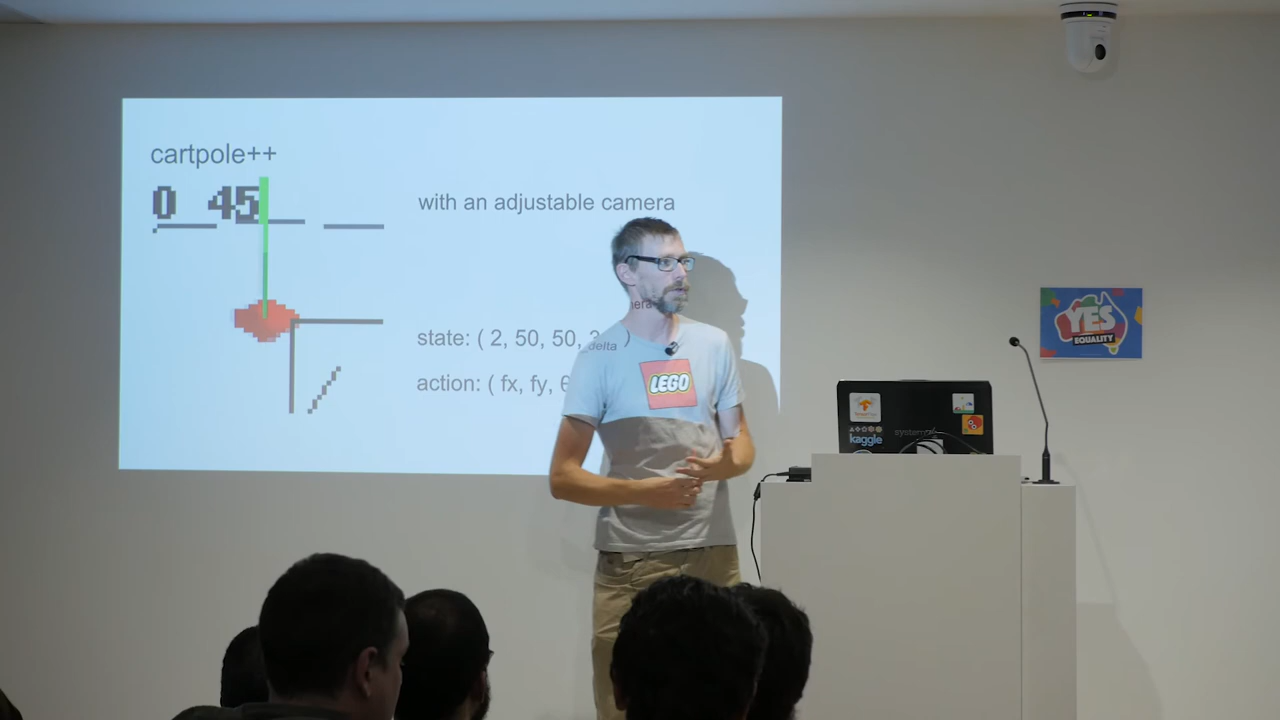 cartpole++
0 45
with an adjustable camera
state: ( 2, 50, 50, )
delta
action: ( fx, fy,
LEGO
YES
EQUALITY
kaggle